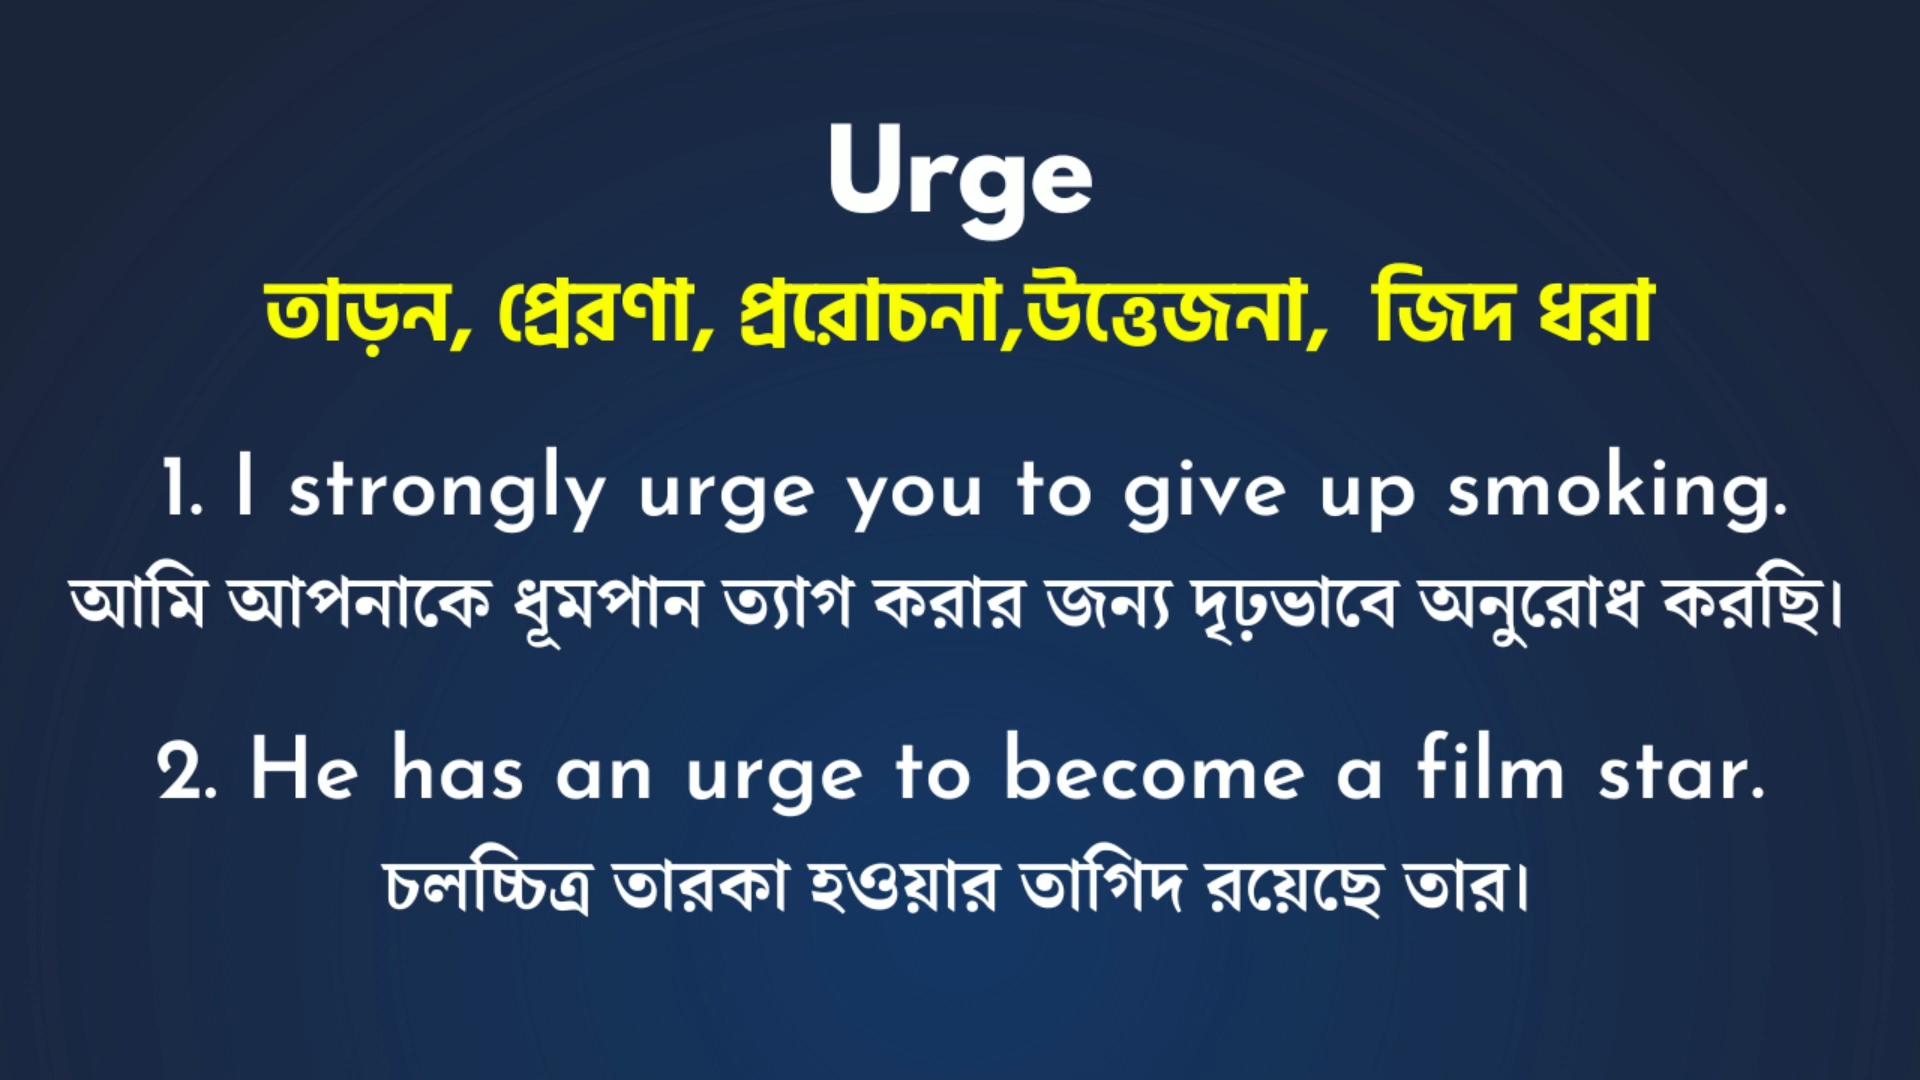 Urge
তাড়ন, প্রেরণা, প্ররোচনা,উত্তেজনা, জিদ ধরা
1. I strongly urge you to give up smoking.
আমি আপনাকে ধূমপান ত্যাগ করার জন্য দৃঢ়ভাবে অনুরোধ করছি।
2. He has an urge to become a film star.
চলচ্চিত্র তারকা হওয়ার তাগিদ রয়েছে তার।